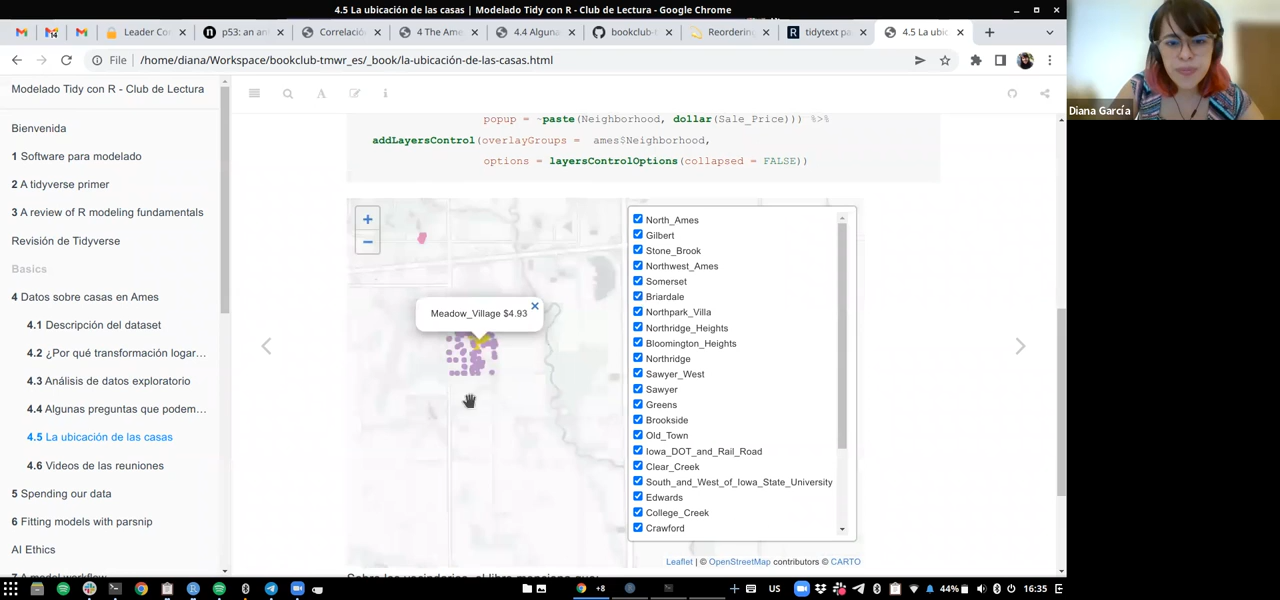 4.5 La ubicación de las casas | Modelado Tidy con R - Club de Lectura - Google Chrome
Leader Co
p53: an an
Correlació
4 The Ame
4.4 Alguna
bookclub-t
Reordering
tidytext pa
4.5 La ubic
File
/home/diana/Workspace/bookclub-tmwr_es/_book/la-ubicación-de-las-casas.html
Diana García
Modelado Tidy con R - Club de Lectura
Bienvenida
1 Software para modelado
2 A tidyverse primer
3 A review of R modeling fundamentals
Revisión de Tidyverse
Basics
4 Datos sobre casas en Ames
4.1 Descripción del dataset
4.2 ¿Por qué transformación logar…
4.3 Análisis de datos exploratorio
4.4 Algunas preguntas que podem…
4.5 La ubicación de las casas
4.6 Videos de las reuniones
5 Spending our data
6 Fitting models with parsnip
AI Ethics
7 A model workflow
popup = ~paste(Neighborhood, dollar(Sale_Price))) %>%
addLayersControl(overlayGroups = ames$Neighborhood,
options = layersControlOptions(collapsed = FALSE))
+
−
Meadow_Village $4.93
North_Ames
Gilbert
Stone_Brook
Northwest_Ames
Somerset
Briardale
Northpark_Villa
Northridge_Heights
Bloomington_Heights
Northridge
Sawyer_West
Sawyer
Greens
Brookside
Old_Town
Iowa_DOT_and_Rail_Road
Clear_Creek
South_and_West_of_Iowa_State_University
Edwards
College_Creek
Crawford
Leaflet | © OpenStreetMap contributors © CARTO
+8
US
44%
16:35